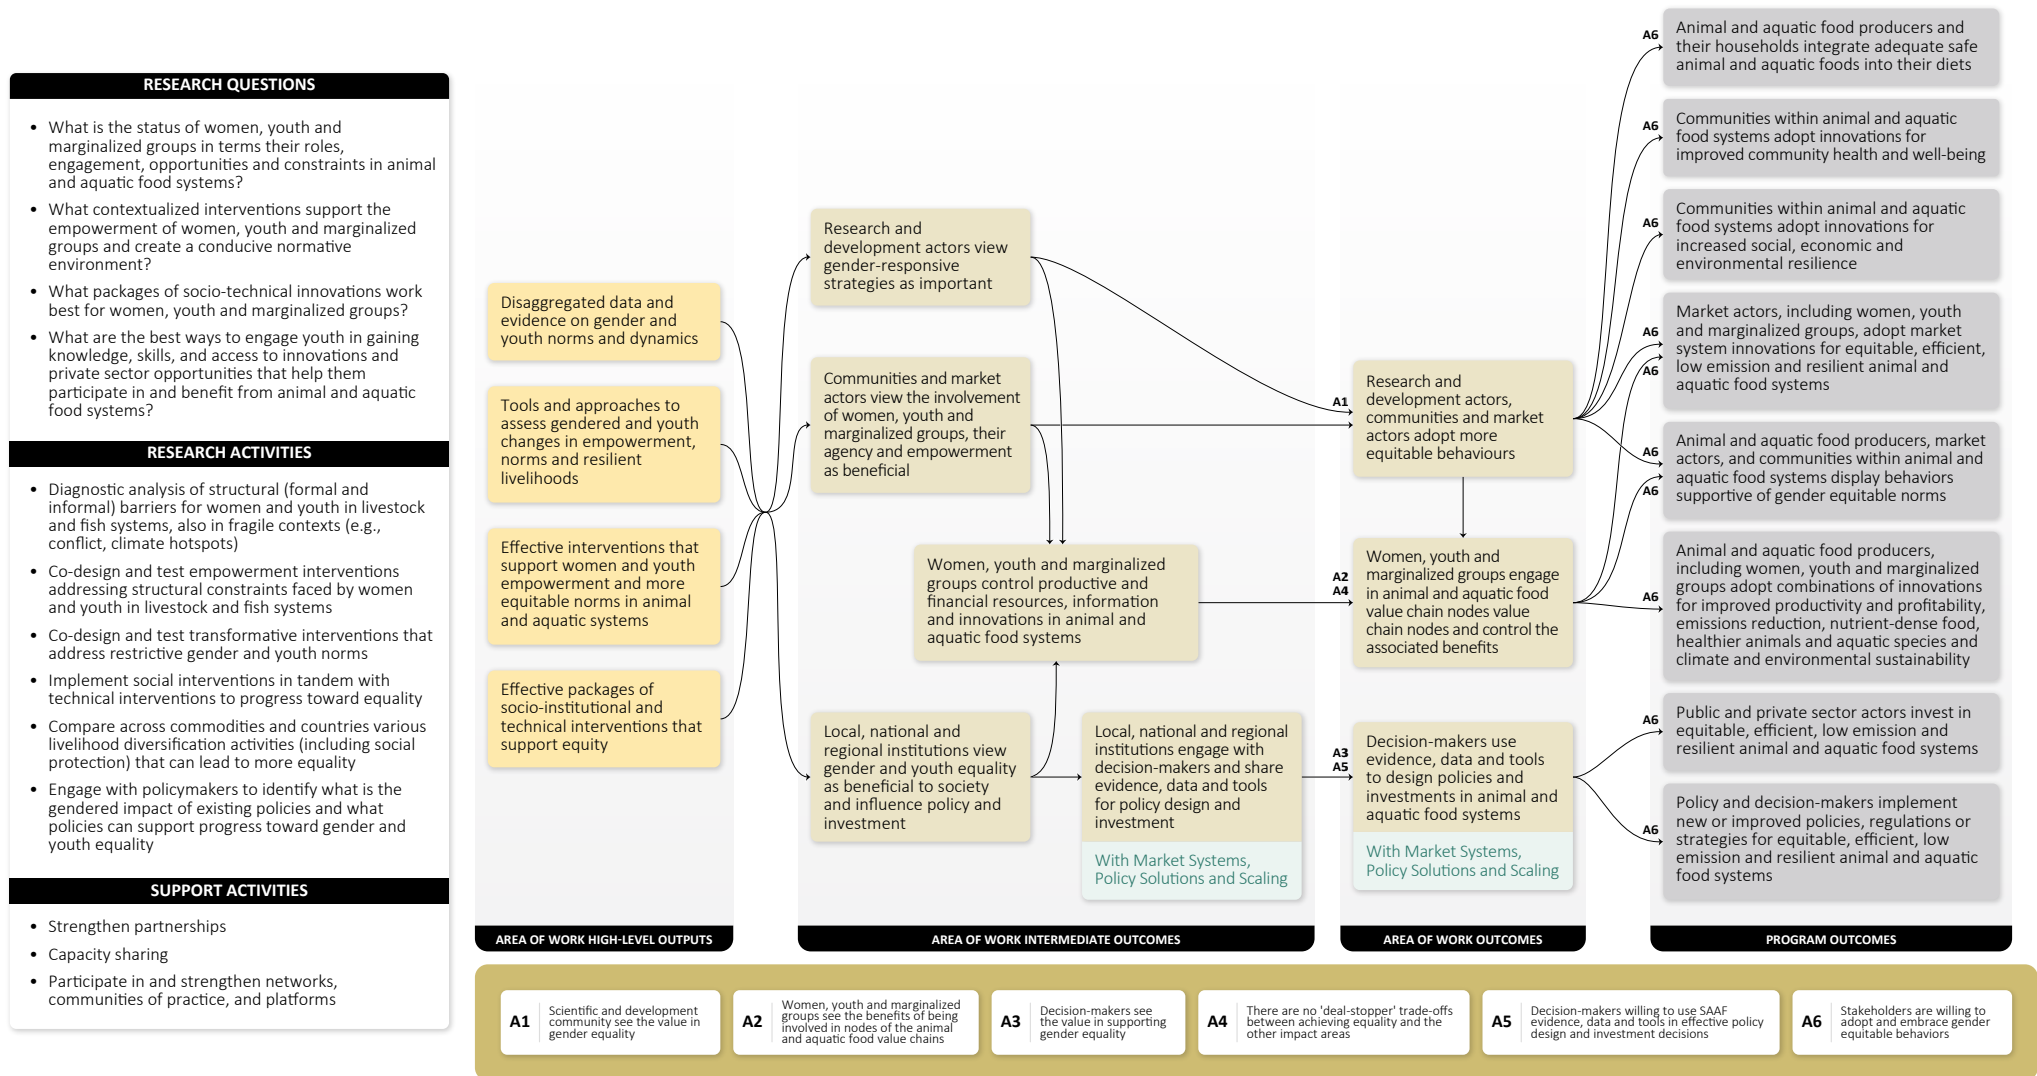 RESEARCH QUESTIONS
• What is the status of women, youth and
marginalized groups in terms their roles,
engagement, opportunities and constraints in animal
and aquatic food systems?
• What contextualized interventions support the
empowerment of women, youth and marginalized
groups and create a conducive normative
environment?
• What packages of socio-technical innovations work
best for women, youth and marginalized groups?
• What are the best ways to engage youth in gaining
knowledge, skills, and access to innovations and
private sector opportunities that help them
participate in and benefit from animal and aquatic
food systems?
RESEARCH ACTIVITIES
• Diagnostic analysis of structural (formal and
informal) barriers for women and youth in livestock
and fish systems, also in fragile contexts (e.g.,
conflict, climate hotspots)
• Co-design and test empowerment interventions
addressing structural constraints faced by women
and youth in livestock and fish systems
• Co-design and test transformative interventions that
address restrictive gender and youth norms
• Implement social interventions in tandem with
technical interventions to progress toward equality
• Compare across commodities and countries various
livelihood diversification activities (including social
protection) that can lead to more equality
• Engage with policymakers to identify what is the
gendered impact of existing policies and what
policies can support progress toward gender and
youth equality
SUPPORT ACTIVITIES
• Strengthen partnerships
• Capacity sharing
• Participate in and strengthen networks,
communities of practice, and platforms
Disaggregated data and
evidence on gender and
youth norms and dynamics
Tools and approaches to
assess gendered and youth
changes in empowerment,
norms and resilient
livelihoods
Effective interventions that
support women and youth
empowerment and more
equitable norms in animal
and aquatic systems
Effective packages of
socio-institutional and
technical interventions that
support equity
AREA OF WORK HIGH-LEVEL OUTPUTS
Research and
development actors view
gender-responsive
strategies as important
Communities and market
actors view the involvement
of women, youth and
marginalized groups, their
agency and empowerment
as beneficial
Women, youth and marginalized
groups control productive and
financial resources, information
and innovations in animal and
aquatic food systems
Local, national and
regional institutions view
gender and youth equality
as beneficial to society
and influence policy and
investment
Local, national and regional
institutions engage with
decision-makers and share
evidence, data and tools
for policy design and
investment
With Market Systems,
Policy Solutions and Scaling
AREA OF WORK INTERMEDIATE OUTCOMES
A1
Research and
development actors,
communities and market
actors adopt more
equitable behaviours
A2
A4
Women, youth and
marginalized groups engage
in animal and aquatic food
value chain nodes value
chain nodes and control the
associated benefits
A3
A5
Decision-makers use
evidence, data and tools
to design policies and
investments in animal and
aquatic food systems
With Market Systems,
Policy Solutions and Scaling
AREA OF WORK OUTCOMES
A6
Animal and aquatic food producers and
their households integrate adequate safe
animal and aquatic foods into their diets
A6
Communities within animal and aquatic
food systems adopt innovations for
improved community health and well-being
A6
Communities within animal and aquatic
food systems adopt innovations for
increased social, economic and
environmental resilience
A6
A6
Market actors, including women, youth
and marginalized groups, adopt market
system innovations for equitable, efficient,
low emission and resilient animal and
aquatic food systems
A6
A6
Animal and aquatic food producers, market
actors, and communities within animal and
aquatic food systems display behaviors
supportive of gender equitable norms
A6
Animal and aquatic food producers,
including women, youth and marginalized
groups adopt combinations of innovations
for improved productivity and profitability,
emissions reduction, nutrient-dense food,
healthier animals and aquatic species and
climate and environmental sustainability
A6
Public and private sector actors invest in
equitable, efficient, low emission and
resilient animal and aquatic food systems
A6
Policy and decision-makers implement
new or improved policies, regulations or
strategies for equitable, efficient, low
emission and resilient animal and aquatic
food systems
PROGRAM OUTCOMES
A1
Scientific and development
community see the value in
gender equality
A2
Women, youth and marginalized
groups see the benefits of being
involved in nodes of the animal
and aquatic food value chains
A3
Decision-makers see
the value in supporting
gender equality
A4
There are no 'deal-stopper' trade-offs
between achieving equality and the
other impact areas
A5
Decision-makers willing to use SAAF
evidence, data and tools in effective policy
design and investment decisions
A6
Stakeholders are willing to
adopt and embrace gender
equitable behaviors